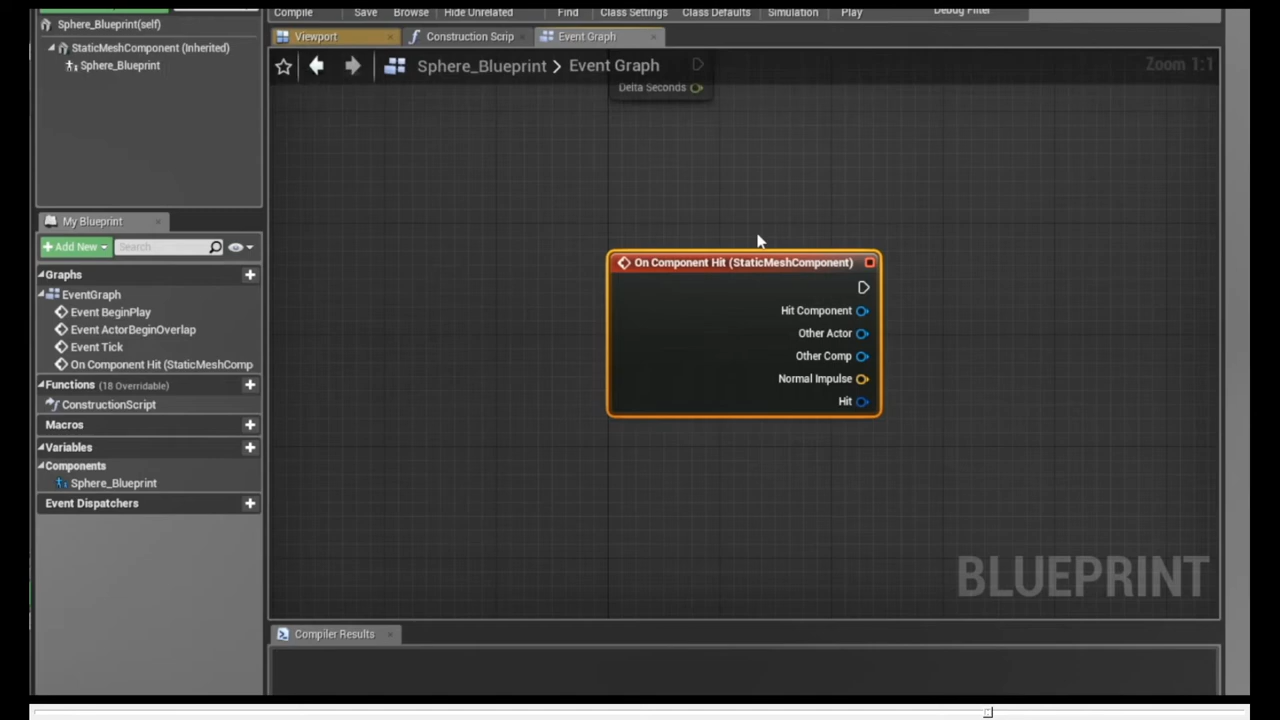 Compile Save Browse Hide Unrelated Find Class Settings Class Defaults Simulation Play Debug Filter
Sphere_Blueprint(self)
StaticMeshComponent (Inherited)
Sphere_Blueprint
Viewport
Construction Scrip
Event Graph
Sphere_Blueprint > Event Graph
Zoom 1:1
Delta Seconds
My Blueprint
Add New
Search
Graphs
EventGraph
Event BeginPlay
Event ActorBeginOverlap
Event Tick
On Component Hit (StaticMeshComp
Functions (18 Overridable)
ConstructionScript
Macros
Variables
Components
Sphere_Blueprint
Event Dispatchers
On Component Hit (StaticMeshComponent)
Hit Component
Other Actor
Other Comp
Normal Impulse
Hit
BLUEPRINT
Compiler Results